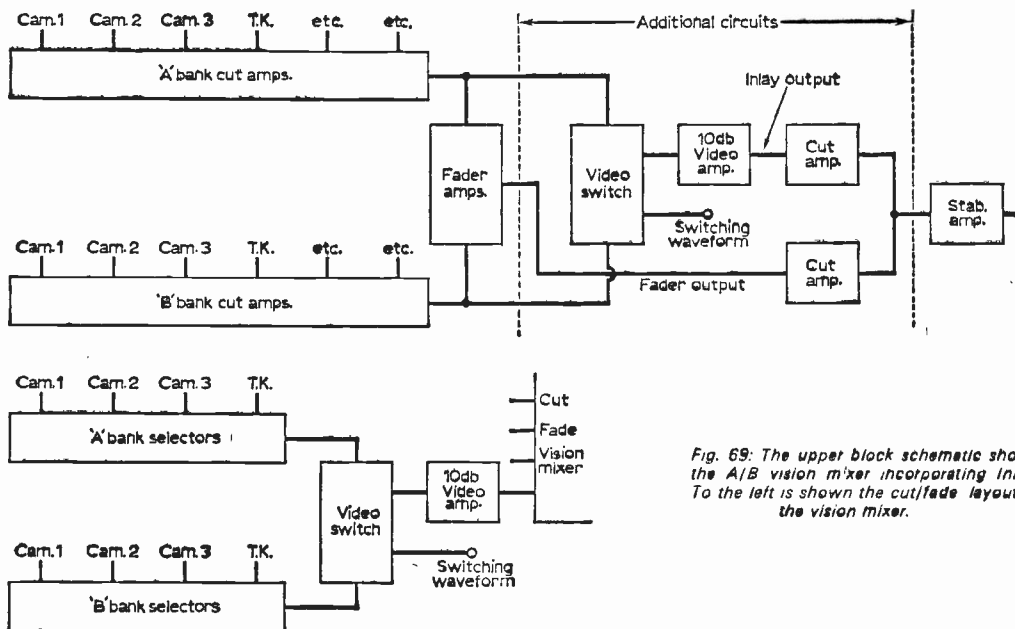 Cam.1 Cam.2 Cam.3 T.K. etc. etc.
Additional circuits
'A' bank cut amps.
Inlay output
Fader
amps.
Video
switch
10db
Video
amp.
Cut
amp.
Stab.
amp.
Switching
waveform
Cam.1 Cam.2 Cam.3 T.K. etc. etc.
'B' bank cut amps.
Fader output
Cut
amp.
Cam.1 Cam.2 Cam.3 T.K.
'A' bank selectors
Cut
Fade
Vision
mixer
Video
switch
10db
Video
amp.
Switching
waveform
Cam.1 Cam.2 Cam.3 T.K.
'B' bank selectors
Fig. 69: The upper block schematic sho
the A/B vision mixer incorporating
To the left is shown the cut/fade layout
the vision mixer.